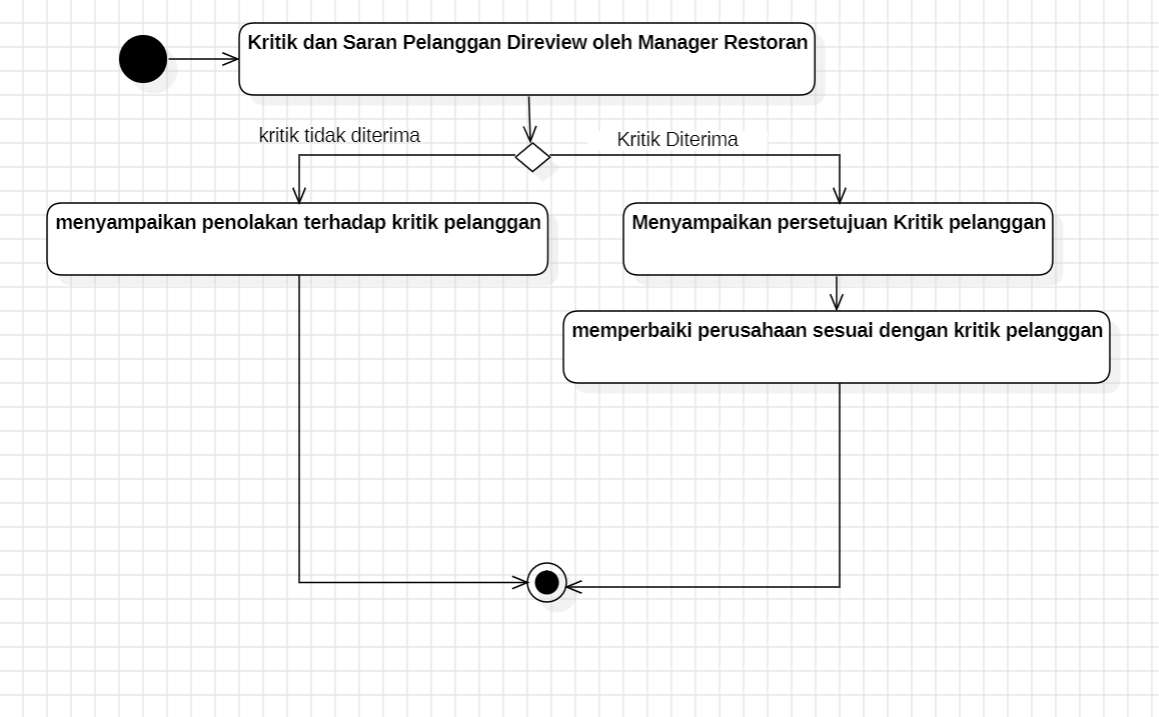 Kritik dan Saran Pelanggan Direview oleh Manager Restoran
kritik tidak diterima
Kritik Diterima
menyampaikan penolakan terhadap kritik pelanggan
Menyampaikan persetujuan Kritik pelanggan
memperbaiki perusahaan sesuai dengan kritik pelanggan